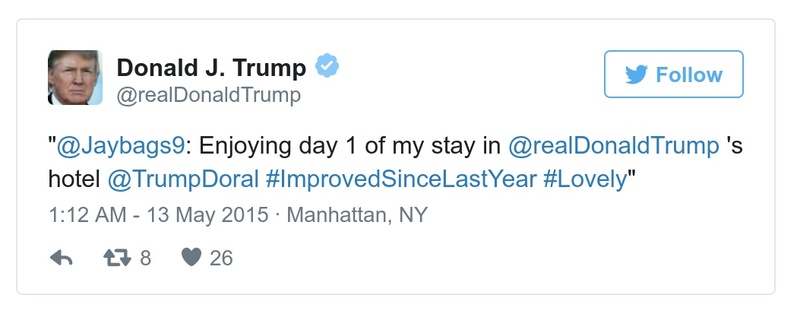 Donald J. Trump
Follow
@realDonaldTrump
"@Jaybags9: Enjoying day 1 of my stay in @realDonaldTrump 's
hotel @TrumpDoral #ImprovedSinceLastYear #Lovely"
1:12 AM - 13 May 2015 · Manhattan, NY
8 26